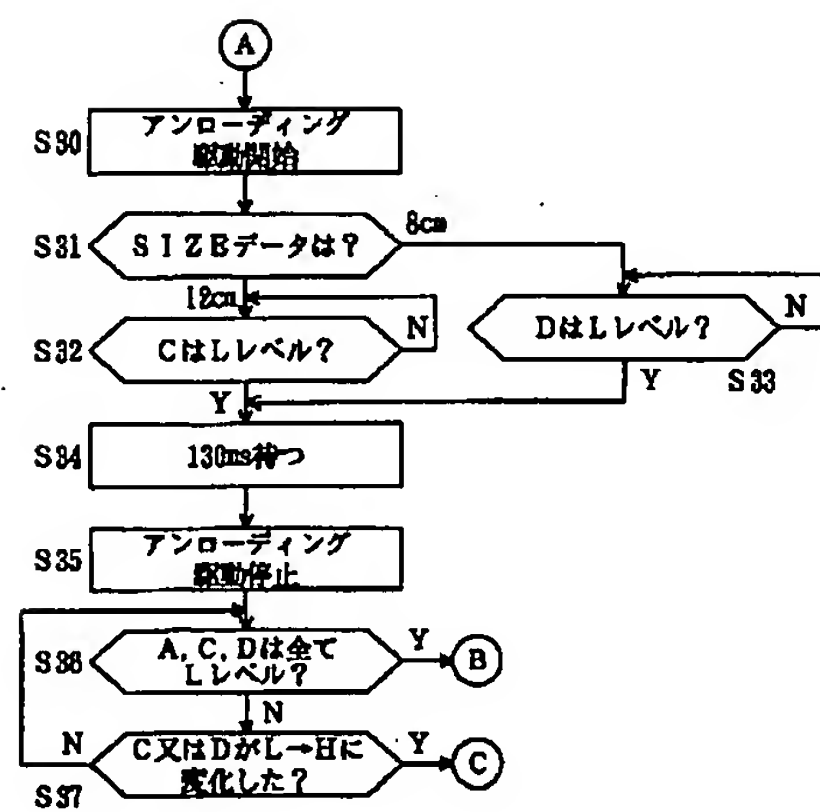 A
S30
アンローディング
駆動開始
S31
SIZEデータは?
8cm
12cm
S32
CはLレベル?
N
DはLレベル?
N
Y
Y
S33
S34
130ms待つ
S35
アンローディング
駆動停止
S36
A, C, Dは全て
Lレベル?
Y
B
N
N
S37
C又はDがL→Hに
変化した?
Y
C